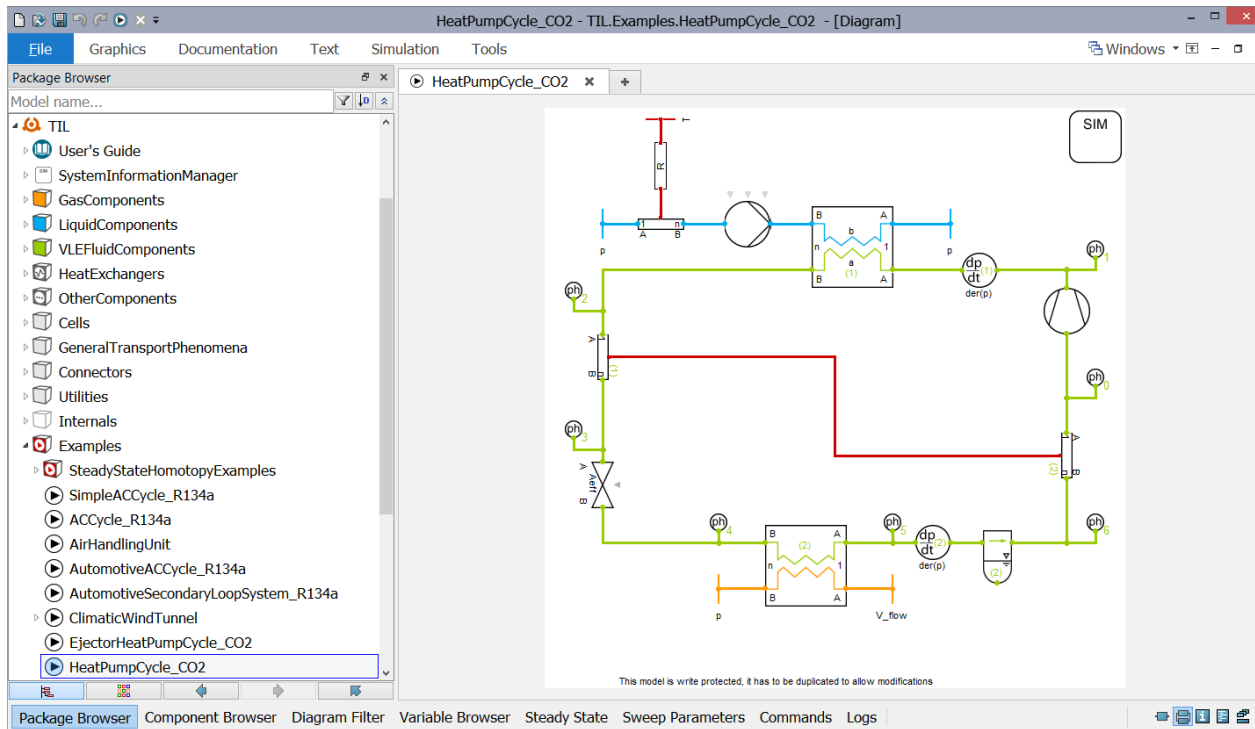 HeatPumpCycle_CO2 - TIL.Examples.HeatPumpCycle_CO2 - [Diagram]
File Graphics Documentation Text Simulation Tools Windows
Package Browser
HeatPumpCycle_CO2
Model name...
TIL
User's Guide
SystemInformationManager
GasComponents
LiquidComponents
VLEFluidComponents
HeatExchangers
OtherComponents
Cells
GeneralTransportPhenomena
Connectors
Utilities
Internals
Examples
SteadyStateHomotopyExamples
SimpleACCycle_R134a
ACCycle_R134a
AirHandlingUnit
AutomotiveACCycle_R134a
AutomotiveSecondaryLoopSystem_R134a
ClimaticWindTunnel
EjectorHeatPumpCycle_CO2
HeatPumpCycle_CO2
T
SIM
R
1 n
A B
p
B A
b
n 1
a
(1)
B A
p
dp
dt
(1)
der(p)
ph
1
ph
2
A
1
n
B
(1)
ph
0
ph
3
A
1
n
B
(2)
A
Aeff
B
ph
4
B A
(2)
n 1
B A
p
V_flow
ph
5
dp
dt
(2)
der(p)
(2)
ph
6
This model is write protected, it has to be duplicated to allow modifications
Package Browser Component Browser Diagram Filter Variable Browser Steady State Sweep Parameters Commands Logs